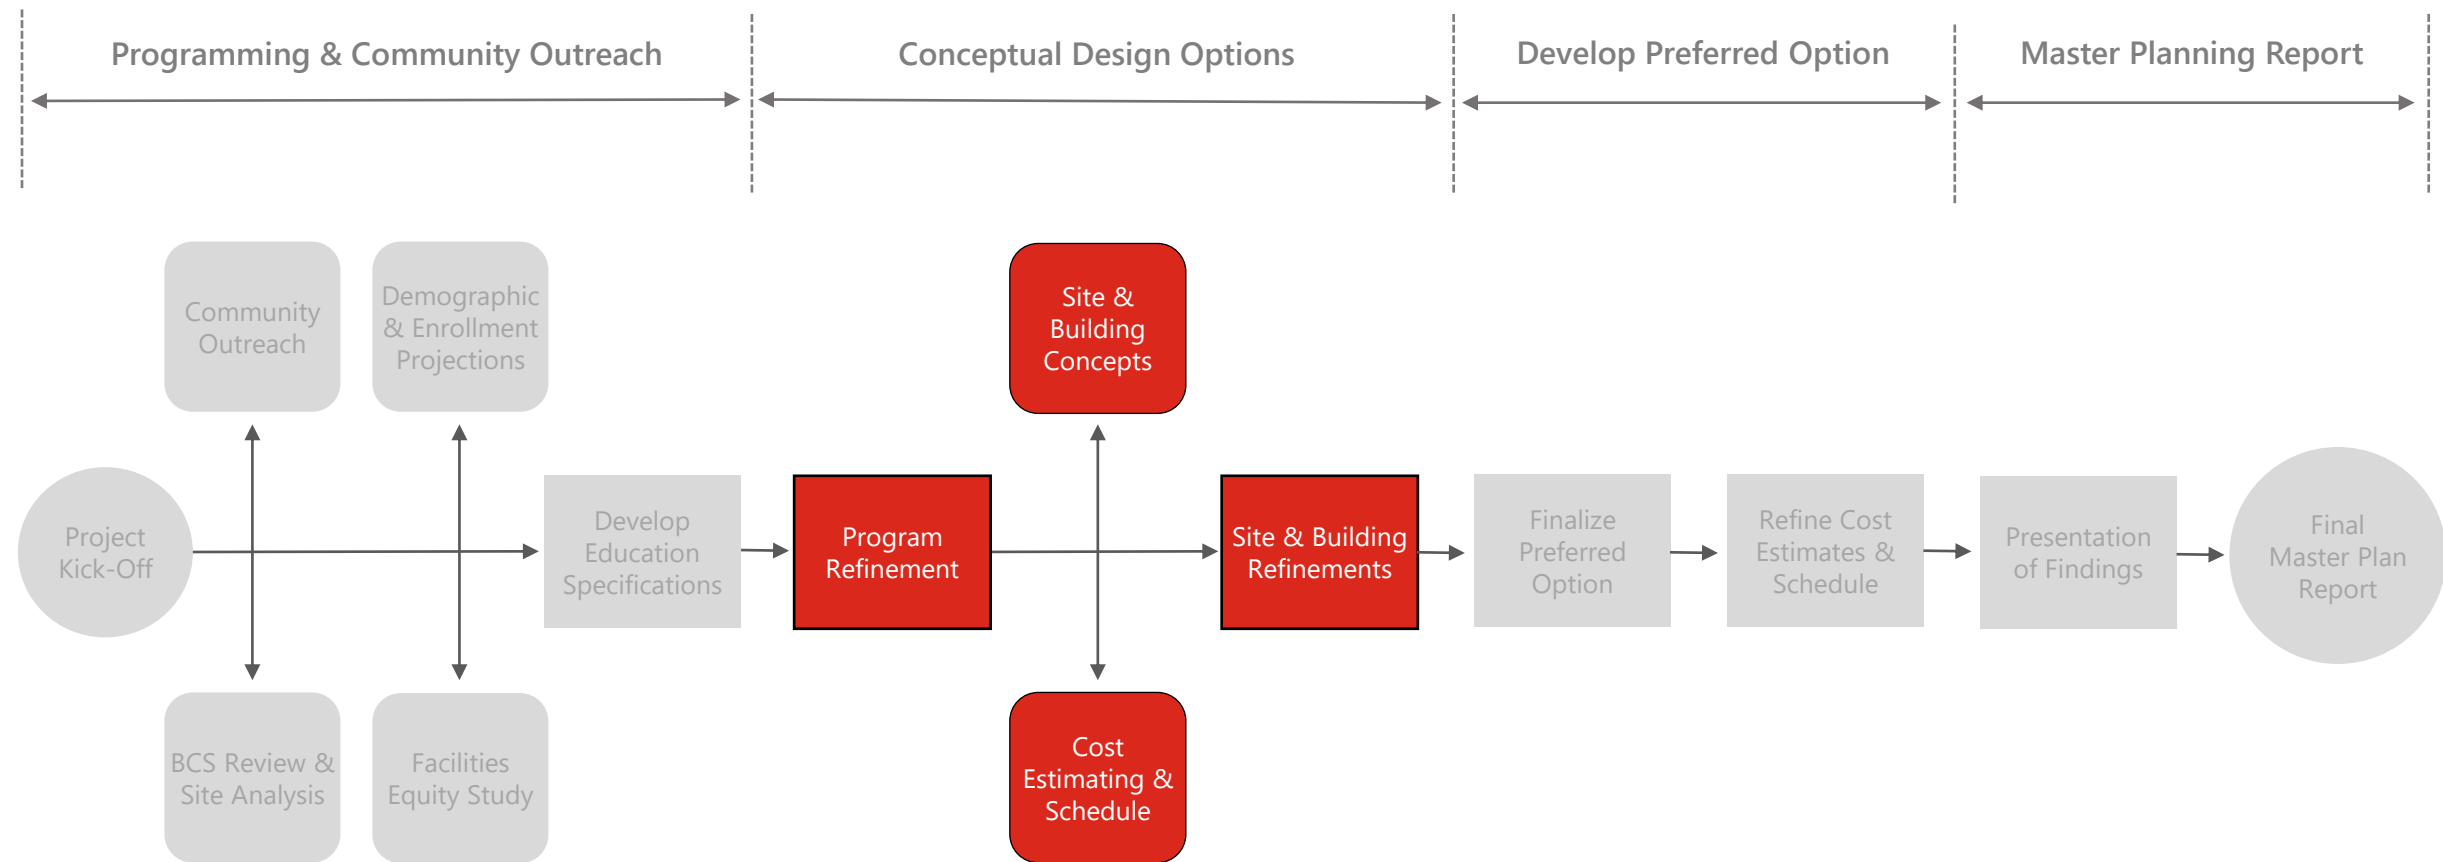 Programming & Community Outreach
Conceptual Design Options
Develop Preferred Option
Master Planning Report
Community
Outreach
Demographic
& Enrollment
Projections
Site &
Building
Concepts
Project
Kick-Off
Develop
Education
Specifications
Program
Refinement
Site & Building
Refinements
Finalize
Preferred
Option
Refine Cost
Estimates &
Schedule
Presentation
of Findings
Final
Master Plan
Report
BCS Review &
Site Analysis
Facilities
Equity Study
Cost
Estimating &
Schedule